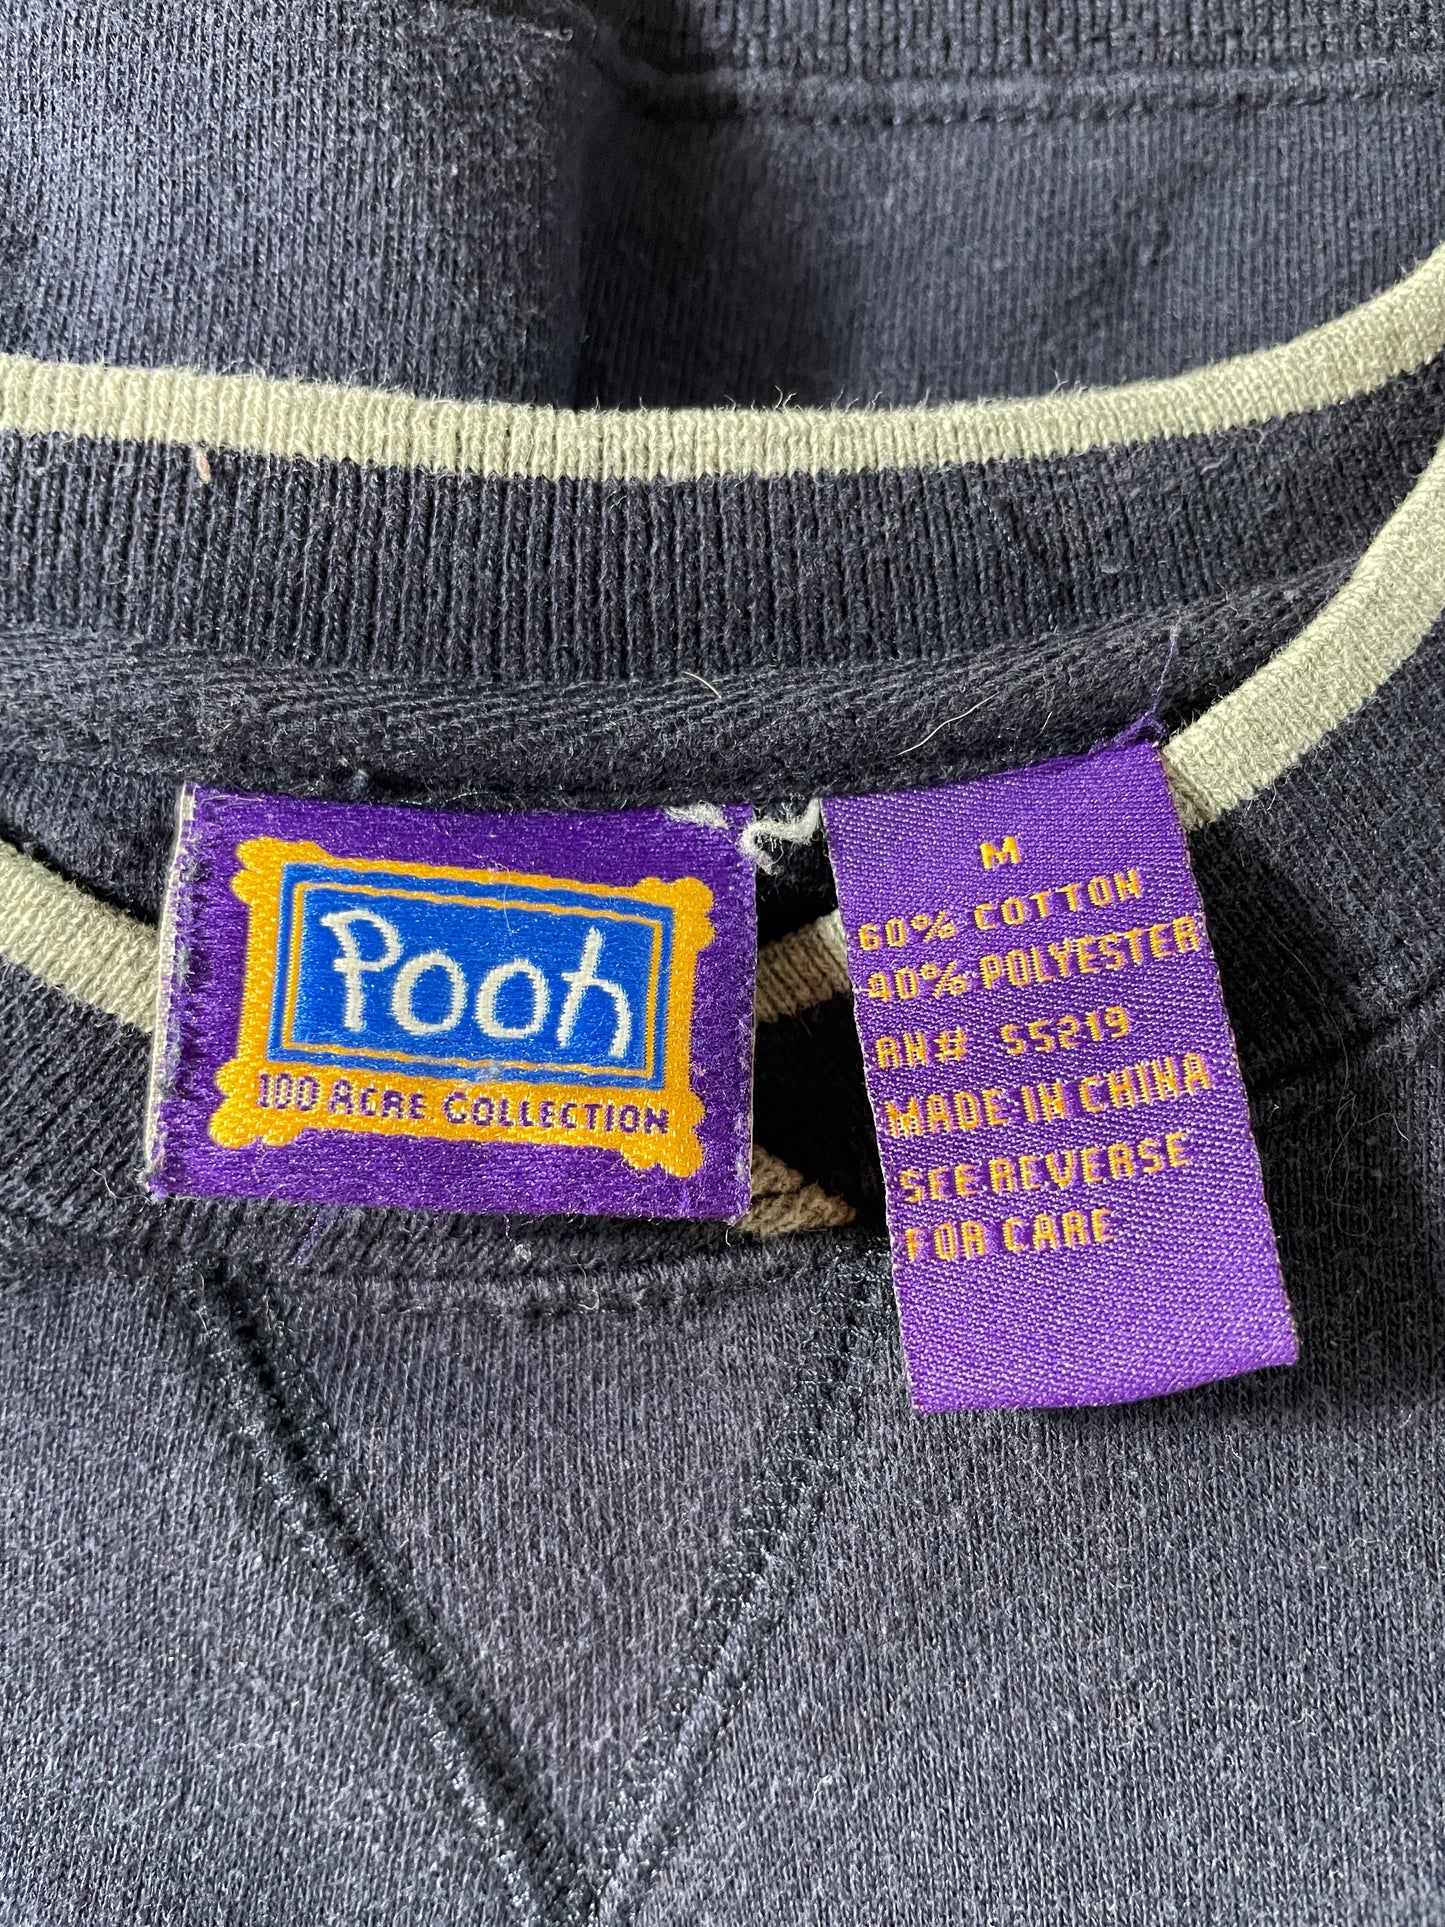 Pooh
100 ACRE COLLECTION
M
60% COTTON
40% POLYESTER
RN# 55219
MADE IN CHINA
SEE REVERSE
FOR CARE